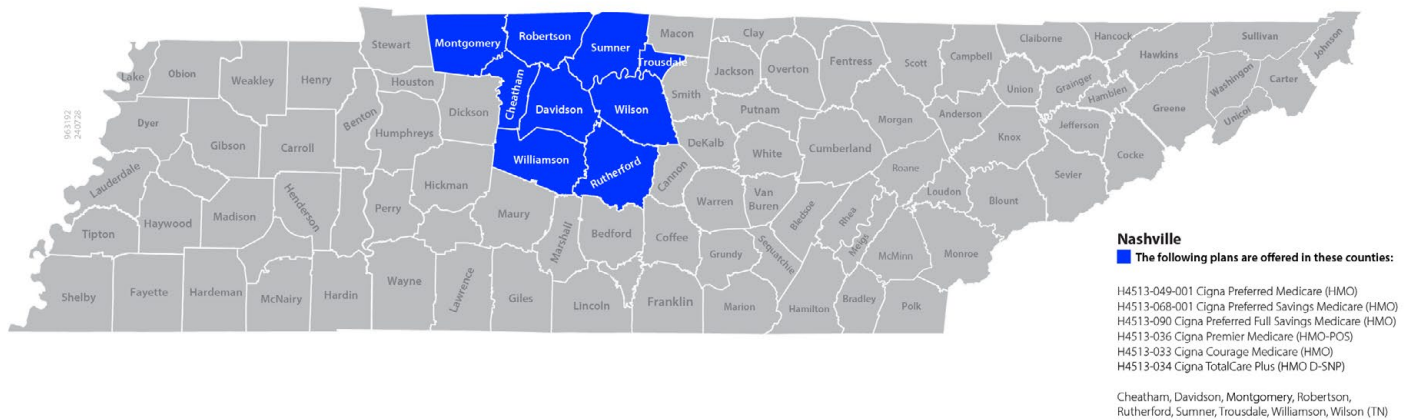 Stewart
Montgomery
Robertson
Sumner
Macon
Clay
Claiborne
Hancock
Sullivan
Johnson
Lake
Obion
Weakley
Henry
Houston
Cheatham
Trousdale
Jackson
Overton
Fentress
Scott
Campbell
Union
Grainger
Hamblen
Hawkins
Washingon
Carter
Unicoi
963192
240728
Dyer
Gibson
Carroll
Benton
Humphreys
Dickson
Davidson
Wilson
Smith
Putnam
Morgan
Anderson
Knox
Jefferson
Greene
Cocke
Lauderdale
Haywood
Madison
Henderson
Perry
Hickman
Williamson
Rutherford
Cannon
DeKalb
White
Cumberland
Roane
Loudon
Blount
Sevier
Tipton
Maury
Marshall
Bedford
Coffee
Warren
Van
Buren
Bledsoe
Rhea
Meigs
McMinn
Monroe
Shelby
Fayette
Hardeman
McNairy
Hardin
Wayne
Lawrence
Giles
Lincoln
Franklin
Grundy
Sequatchie
Marion
Hamilton
Bradley
Polk
Nashville
The following plans are offered in these counties:
H4513-049-001 Cigna Preferred Medicare (HMO)
H4513-068-001 Cigna Preferred Savings Medicare (HMO)
H4513-090 Cigna Preferred Full Savings Medicare (HMO)
H4513-036 Cigna Premier Medicare (HMO-POS)
H4513-033 Cigna Courage Medicare (HMO)
H4513-034 Cigna TotalCare Plus (HMO D-SNP)
Cheatham, Davidson, Montgomery, Robertson,
Rutherford, Sumner, Trousdale, Williamson, Wilson (TN)